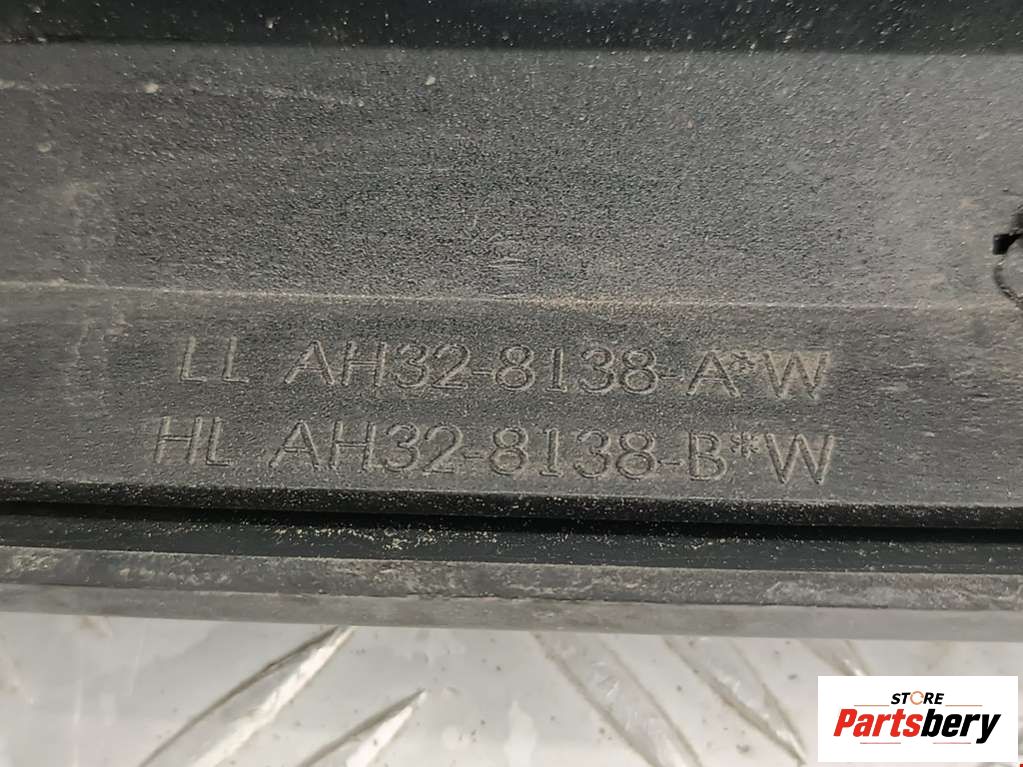 LL AH32-8138-A*W
HL AH32-8138-B*W
STORE
Partsbery